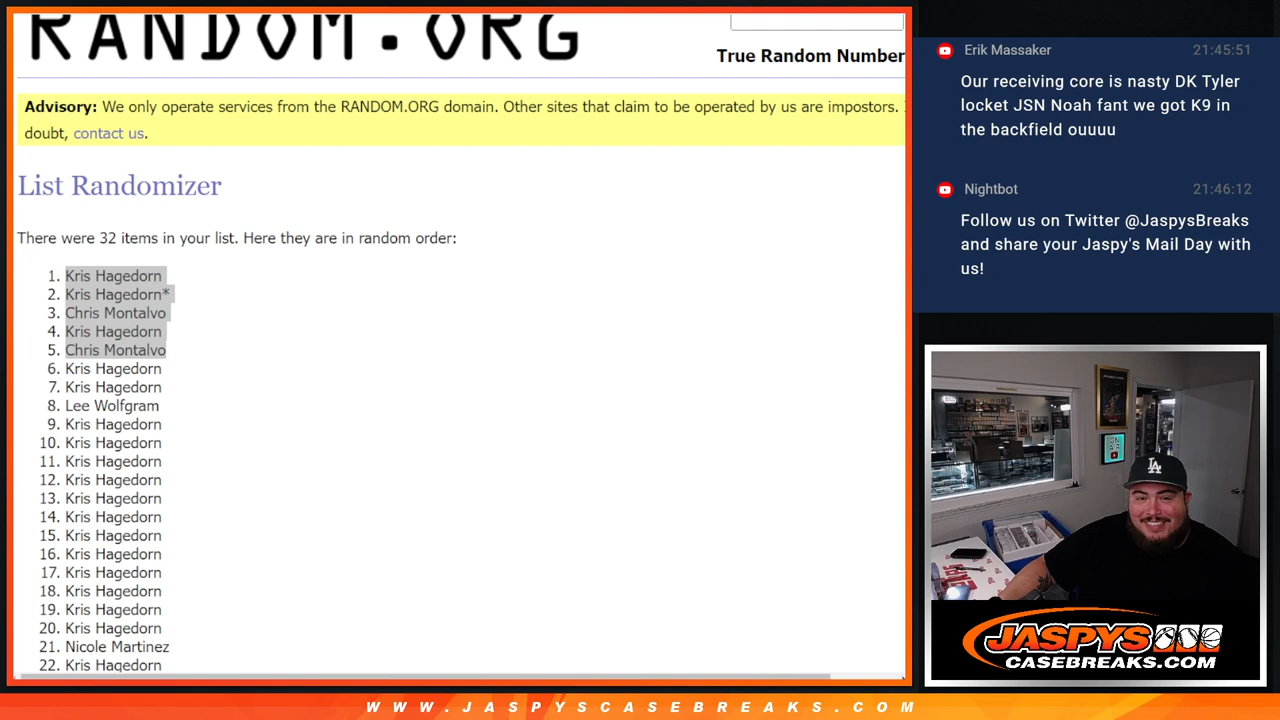 RANDOM.ORG
True Random Number
Advisory: We only operate services from the RANDOM.ORG domain. Other sites that claim to be operated by us are impostors.
doubt, contact us.
List Randomizer
There were 32 items in your list. Here they are in random order:
1. Kris Hagedorn
2. Kris Hagedorn*
3. Chris Montalvo
4. Kris Hagedorn
5. Chris Montalvo
6. Kris Hagedorn
7. Kris Hagedorn
8. Lee Wolfgram
9. Kris Hagedorn
10. Kris Hagedorn
11. Kris Hagedorn
12. Kris Hagedorn
13. Kris Hagedorn
14. Kris Hagedorn
15. Kris Hagedorn
16. Kris Hagedorn
17. Kris Hagedorn
18. Kris Hagedorn
19. Kris Hagedorn
20. Kris Hagedorn
21. Nicole Martinez
22. Kris Hagedorn
Erik Massaker 21:45:51
Our receiving core is nasty DK Tyler
locket JSN Noah fant we got K9 in
the backfield ouuuu
Nightbot 21:46:12
Follow us on Twitter @JaspysBreaks
and share your Jaspy's Mail Day with
us!
LA
JASPYS
CASEBREAKS.COM
WWW.JASPYSCASEBREAKS.COM